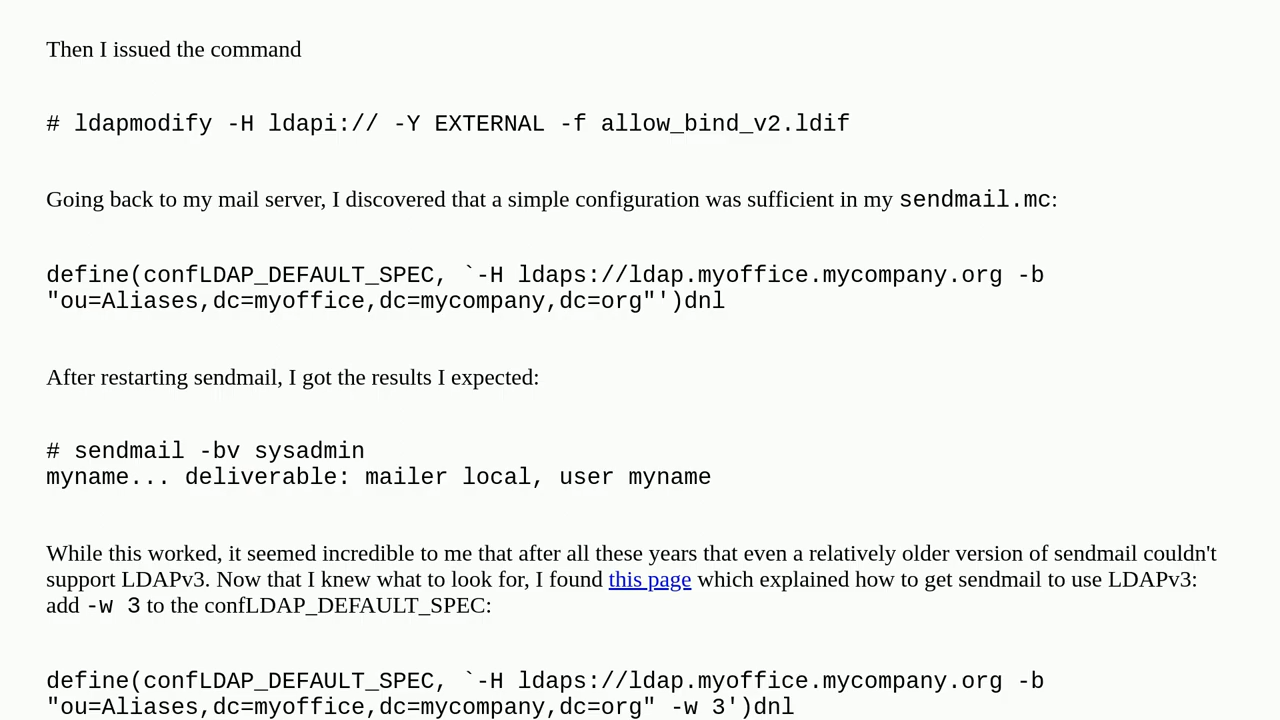 Then I issued the command
# ldapmodify -H ldapi:// -Y EXTERNAL -f allow_bind_v2.ldif
Going back to my mail server, I discovered that a simple configuration was sufficient in my sendmail.mc:
define(confLDAP_DEFAULT_SPEC, `-H ldaps://ldap.myoffice.mycompany.org -b
"ou=Aliases,dc=myoffice,dc=mycompany,dc=org"')dnl
After restarting sendmail, I got the results I expected:
# sendmail -bv sysadmin
myname... deliverable: mailer local, user myname
While this worked, it seemed incredible to me that after all these years that even a relatively older version of sendmail couldn't
support LDAPv3. Now that I knew what to look for, I found this page which explained how to get sendmail to use LDAPv3:
add -w 3 to the confLDAP_DEFAULT_SPEC:
define(confLDAP_DEFAULT_SPEC, `-H ldaps://ldap.myoffice.mycompany.org -b
"ou=Aliases,dc=myoffice,dc=mycompany,dc=org" -w 3')dnl